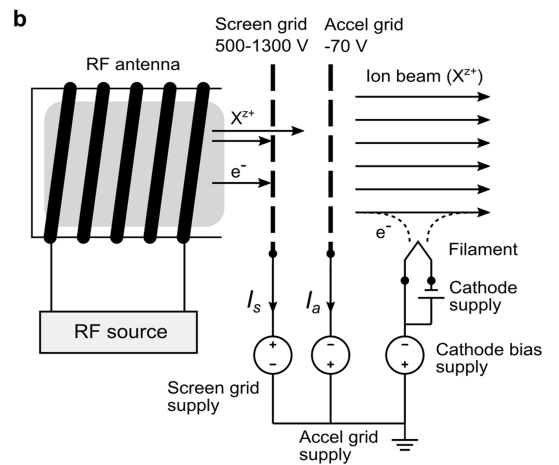 b
Screen grid
500-1300 V
Accel grid
-70 V
RF antenna
Ion beam (Xᶻ⁺)
Xᶻ⁺
e⁻
e⁻
Filament
Iₛ
Iₐ
Cathode
supply
RF source
+
−
−
+
−
+
Cathode bias
supply
Screen grid
supply
Accel grid
supply